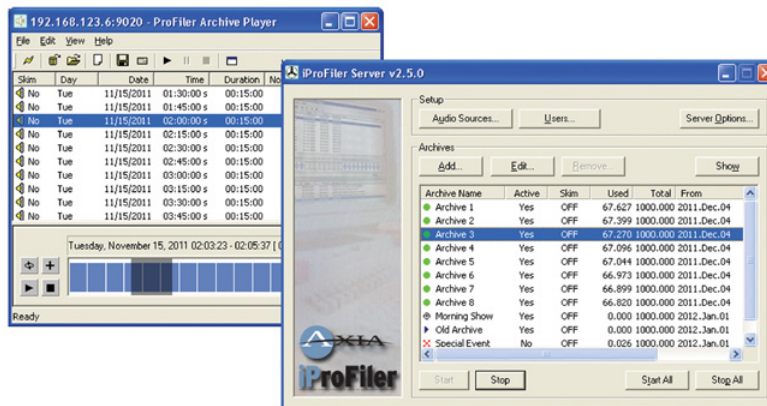 192.168.123.6:9020 - ProFiler Archive Player
File Edit View Help
Skim Day Date Time Duration No
No Tue 11/15/2011 01:30:00 s 00:15:00
No Tue 11/15/2011 01:45:00 s 00:15:00
No Tue 11/15/2011 02:00:00 s 00:15:00
No Tue 11/15/2011 02:15:00 s 00:15:00
No Tue 11/15/2011 02:30:00 s 00:15:00
No Tue 11/15/2011 02:45:00 s 00:15:00
No Tue 11/15/2011 03:00:00 s 00:15:00
No Tue 11/15/2011 03:15:00 s 00:15:00
No Tue 11/15/2011 03:30:00 s 00:15:00
No Tue 11/15/2011 03:45:00 s 00:15:00
Tuesday, November 15, 2011 02:03:23 - 02:05:37 [
Ready
iProFiler Server v2.5.0
Setup
Audio Sources... Users... Server Options...
Archives
Add... Edit... Remove... Show
Archive Name Active Skim Used Total From
Archive 1 Yes OFF 67.627 1000.000 2011.Dec.04
Archive 2 Yes OFF 67.399 1000.000 2011.Dec.04
Archive 3 Yes OFF 67.270 1000.000 2011.Dec.04
Archive 4 Yes OFF 67.096 1000.000 2011.Dec.04
Archive 5 Yes OFF 67.044 1000.000 2011.Dec.04
Archive 6 Yes OFF 66.973 1000.000 2011.Dec.04
Archive 7 Yes OFF 66.899 1000.000 2011.Dec.04
Archive 8 Yes OFF 66.820 1000.000 2011.Dec.04
Morning Show Yes OFF 0.000 1000.000 2012.Jan.01
Old Archive Yes OFF 0.000 1000.000 2012.Jan.01
Special Event No OFF 0.026 1000.000 2012.Jan.01
AXIA
iProFiler
Start Stop Start All Stop All